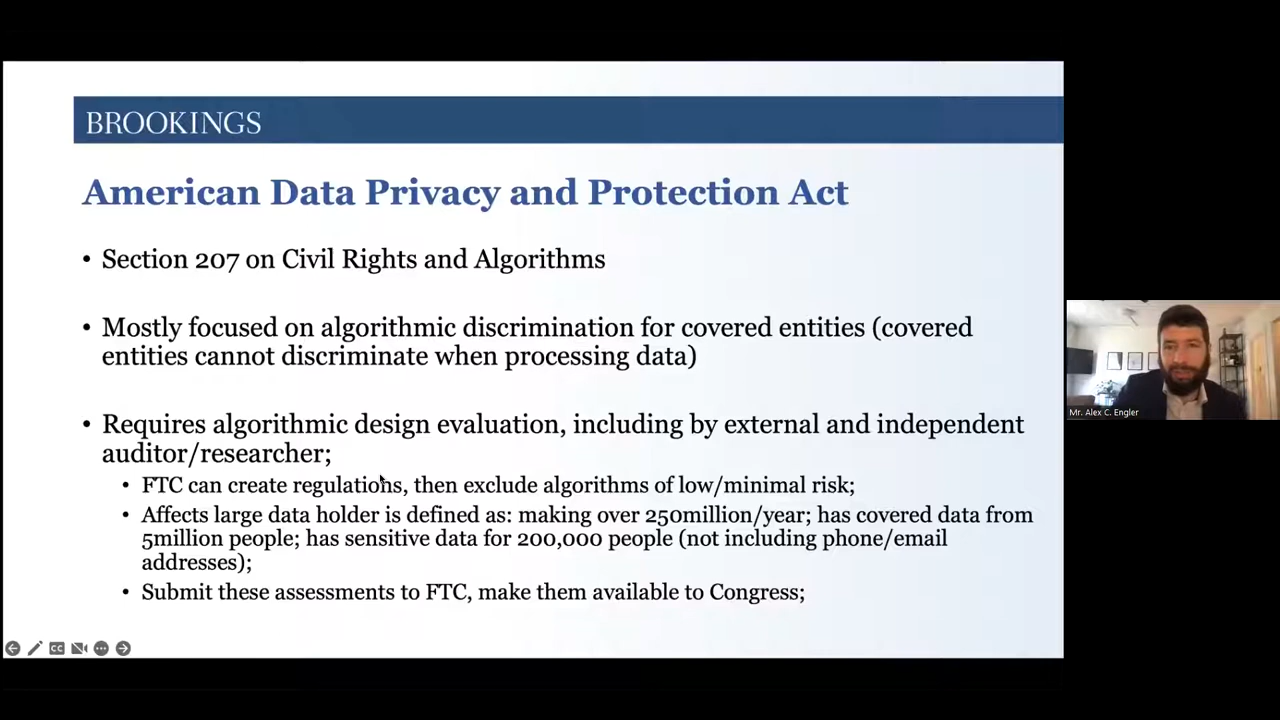 BROOKINGS
American Data Privacy and Protection Act
• Section 207 on Civil Rights and Algorithms
• Mostly focused on algorithmic discrimination for covered entities (covered
entities cannot discriminate when processing data)
• Requires algorithmic design evaluation, including by external and independent
auditor/researcher;
• FTC can create regulations, then exclude algorithms of low/minimal risk;
• Affects large data holder is defined as: making over 250million/year; has covered data from
5million people; has sensitive data for 200,000 people (not including phone/email
addresses);
• Submit these assessments to FTC, make them available to Congress;
CC
Mr. Alex C. Engler